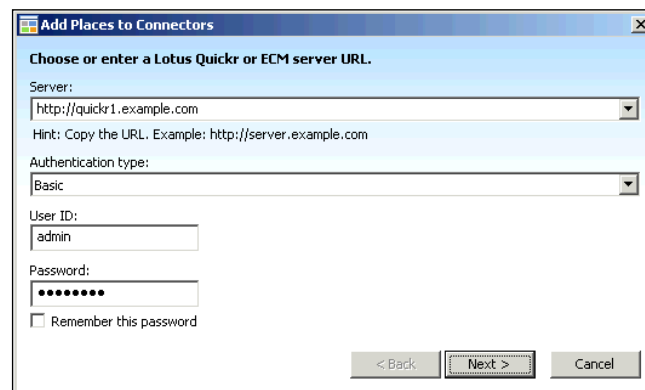 Add Places to Connectors
Choose or enter a Lotus Quickr or ECM server URL.
Server:
http://quickr1.example.com
Hint: Copy the URL. Example: http://server.example.com
Authentication type:
Basic
User ID:
admin
Password:
●●●●●●●●
Remember this password
< Back Next > Cancel